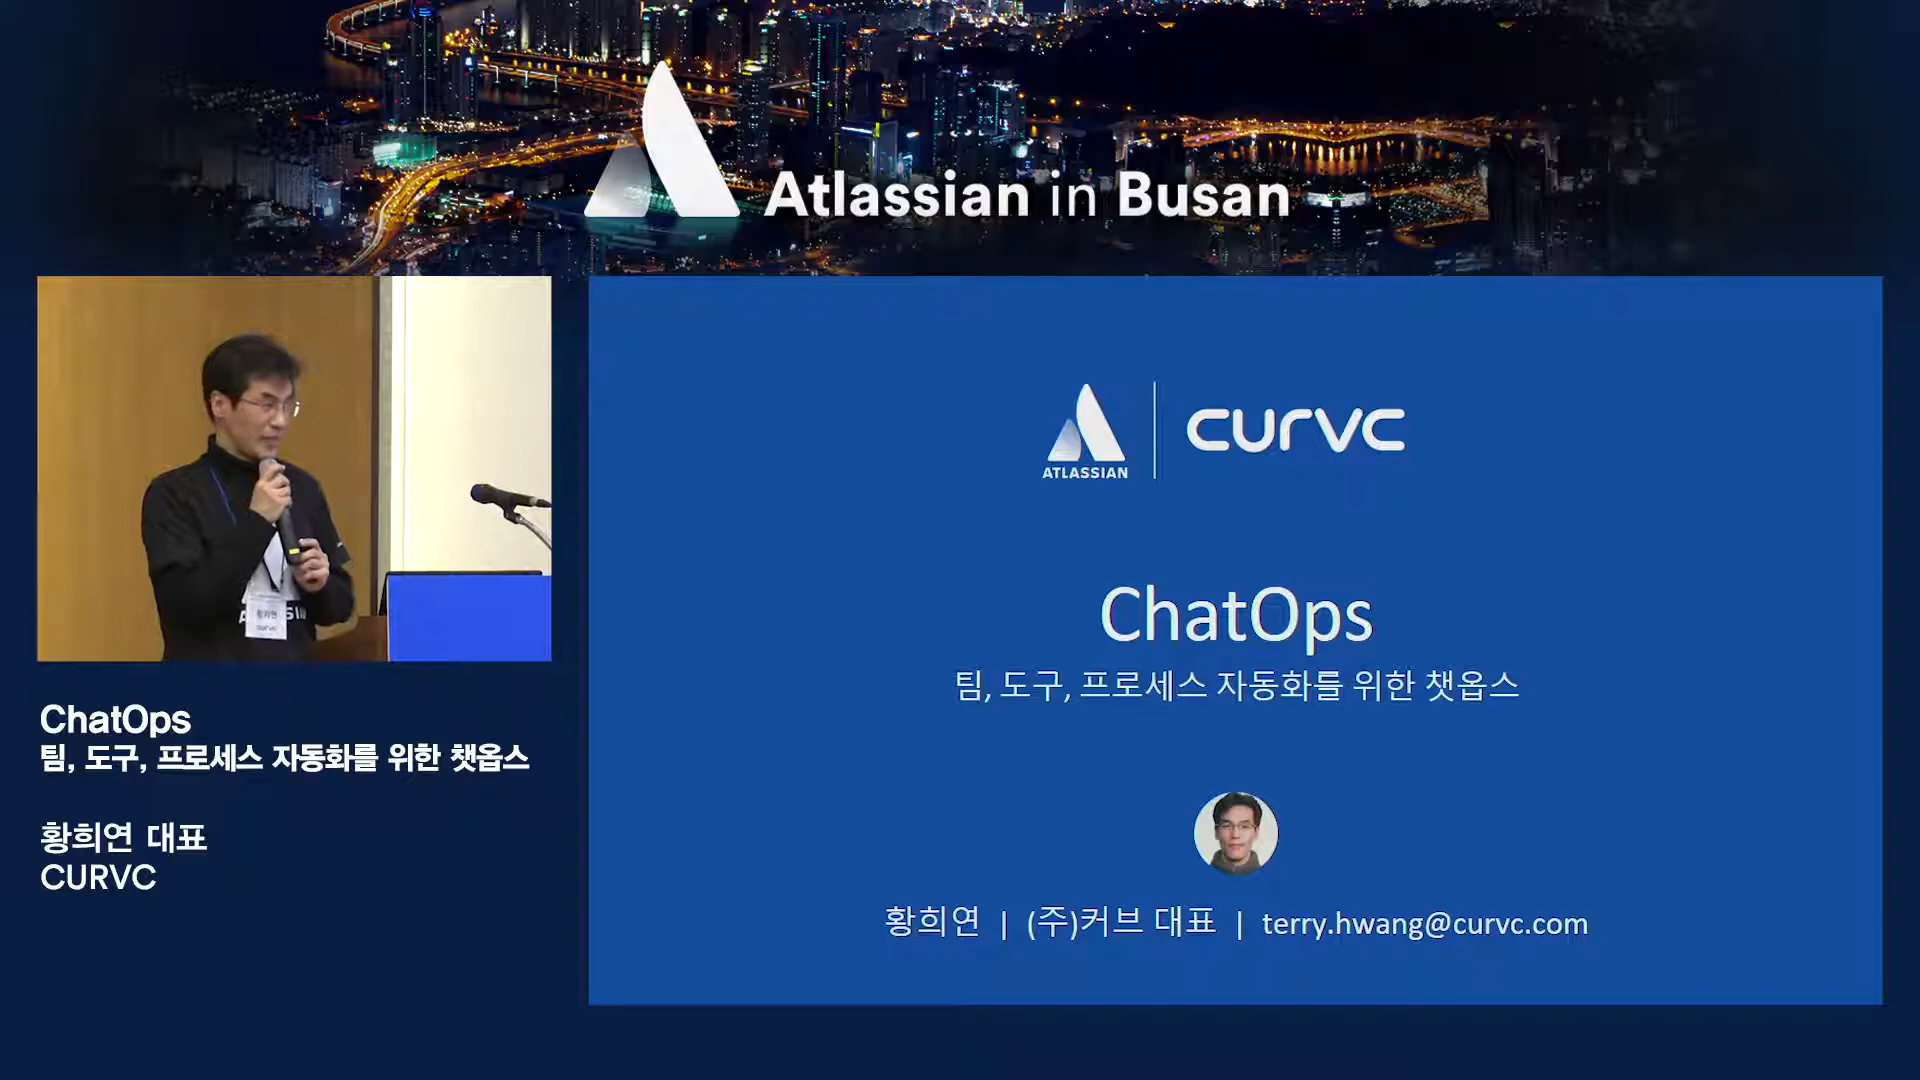 Atlassian in Busan
황희연
ChatOps
팀, 도구, 프로세스 자동화를 위한 챗옵스
황희연 대표
CURVC
ATLASSIAN
curvc
ChatOps
팀, 도구, 프로세스 자동화를 위한 챗옵스
황희연 | (주)커브 대표 | terry.hwang@curvc.com